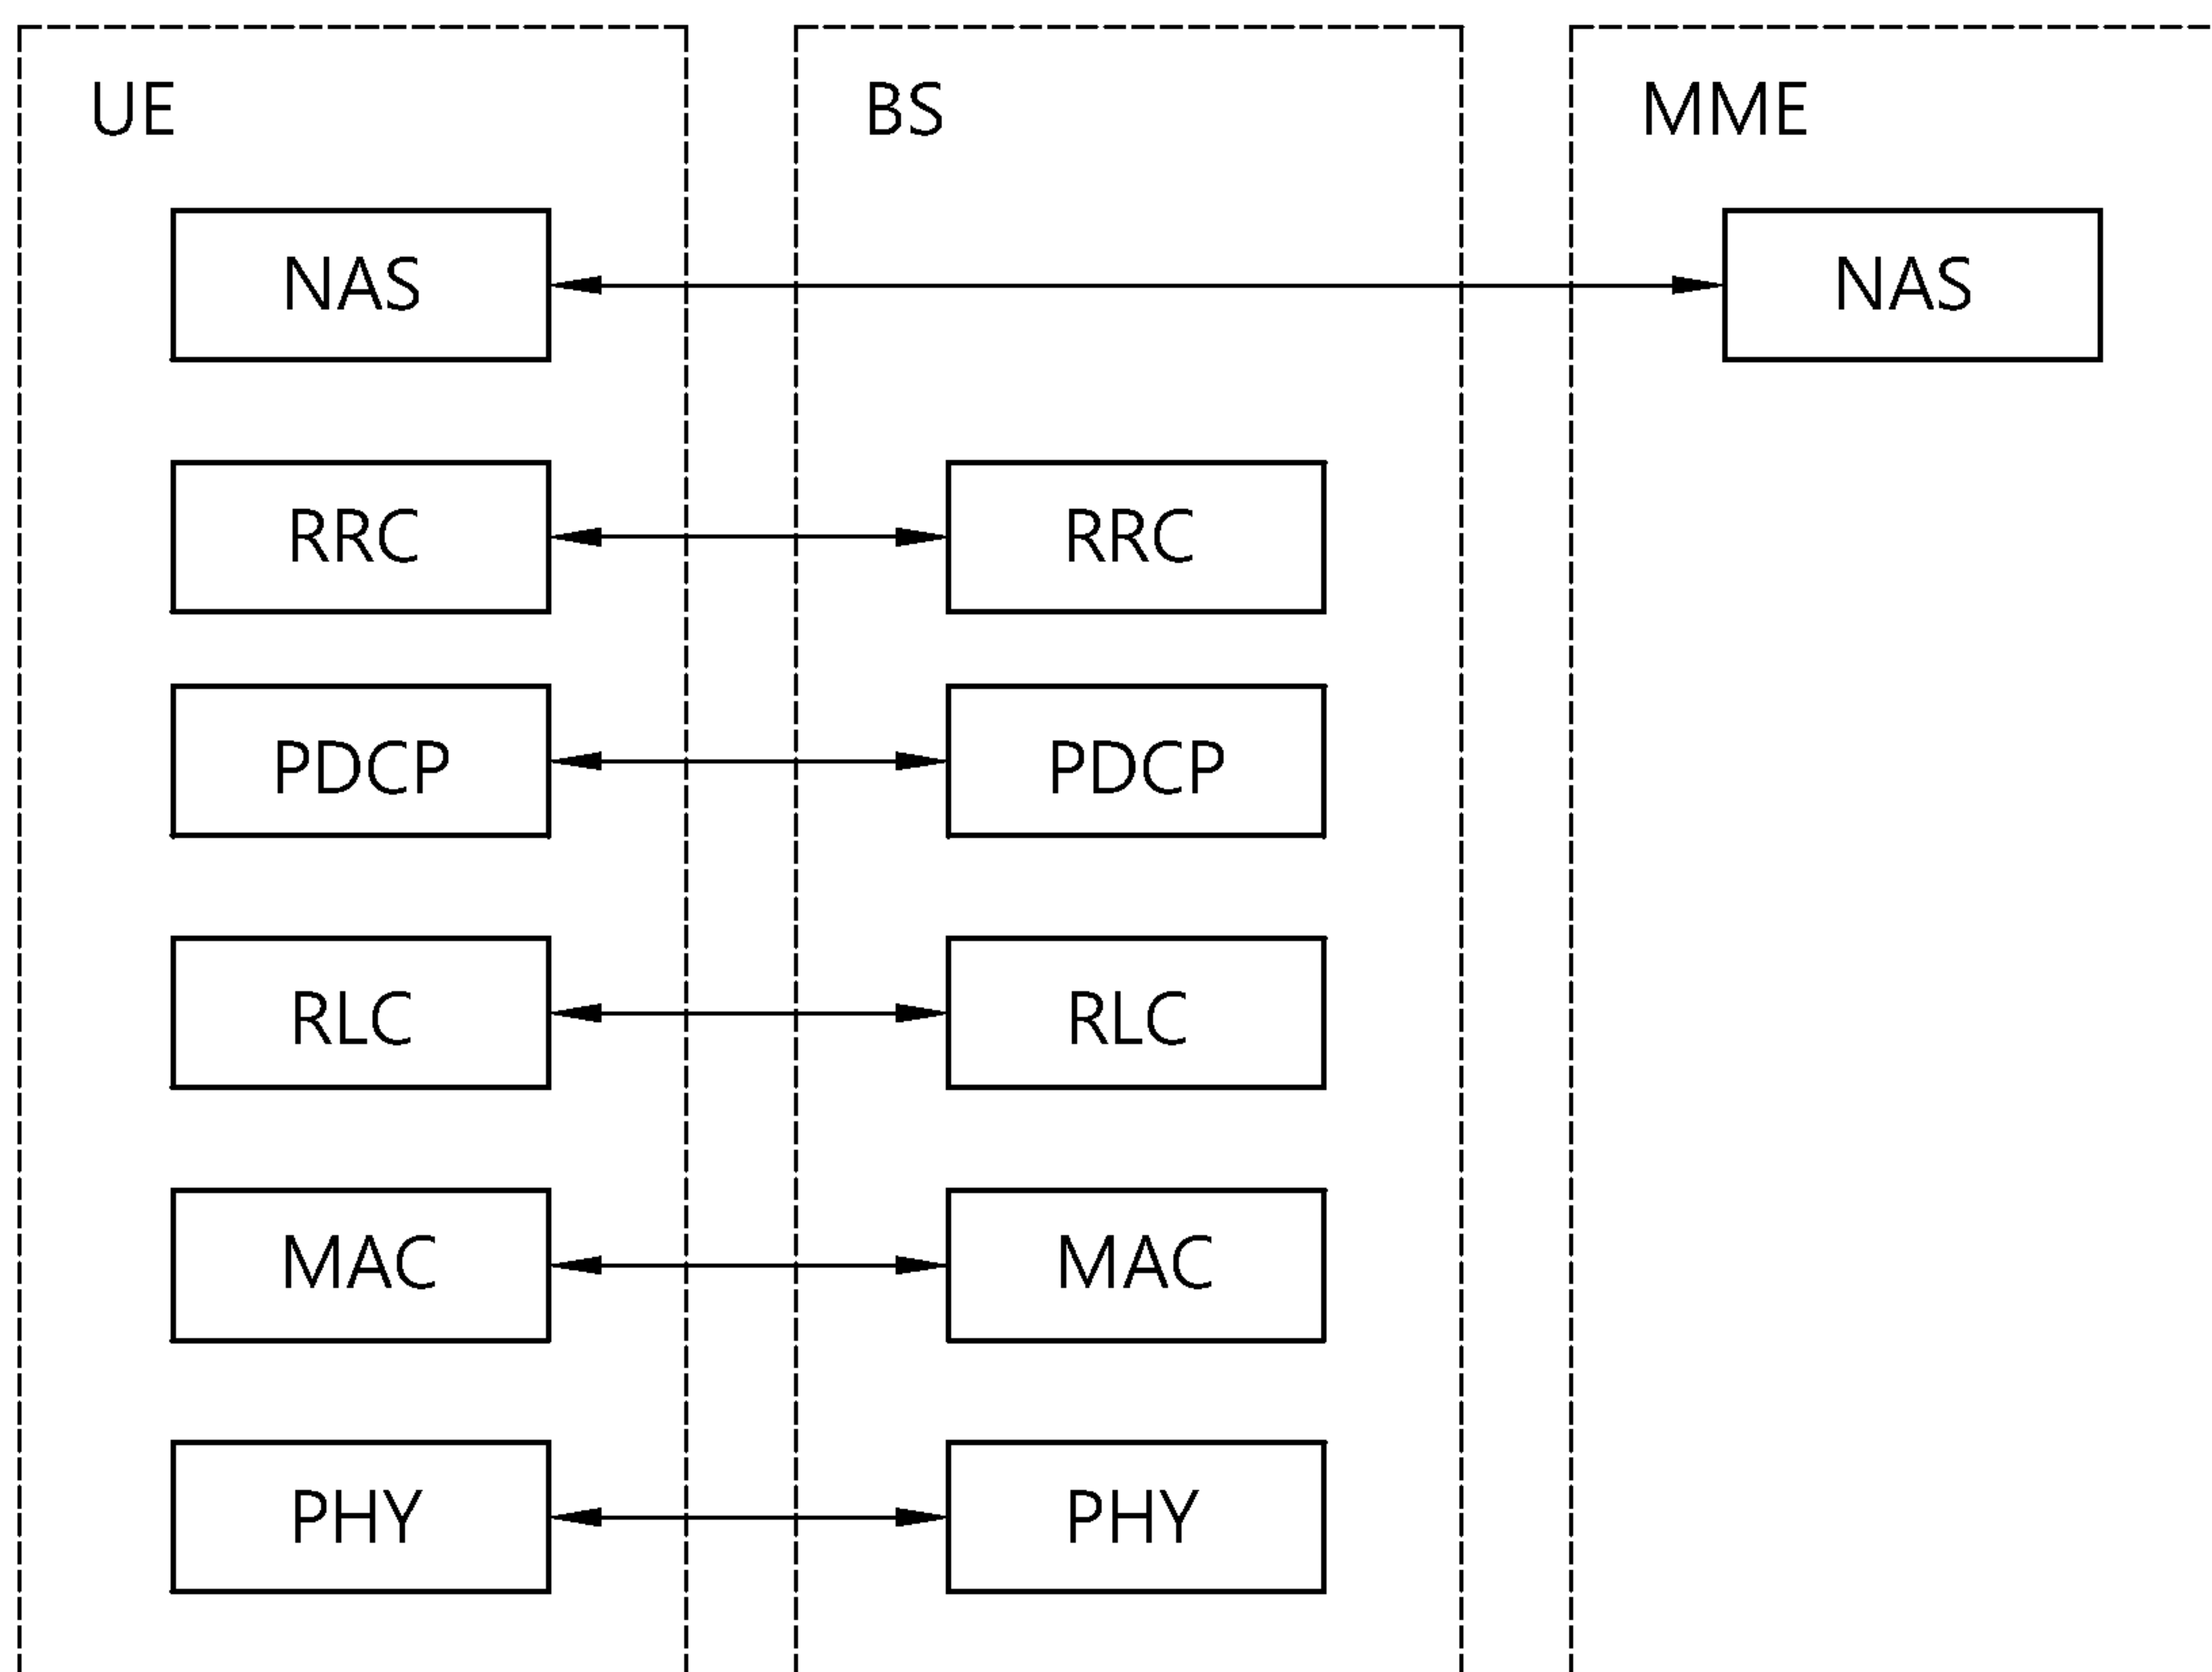 UE BS MME
NAS NAS
RRC RRC
PDCP PDCP
RLC RLC
MAC MAC
PHY PHY